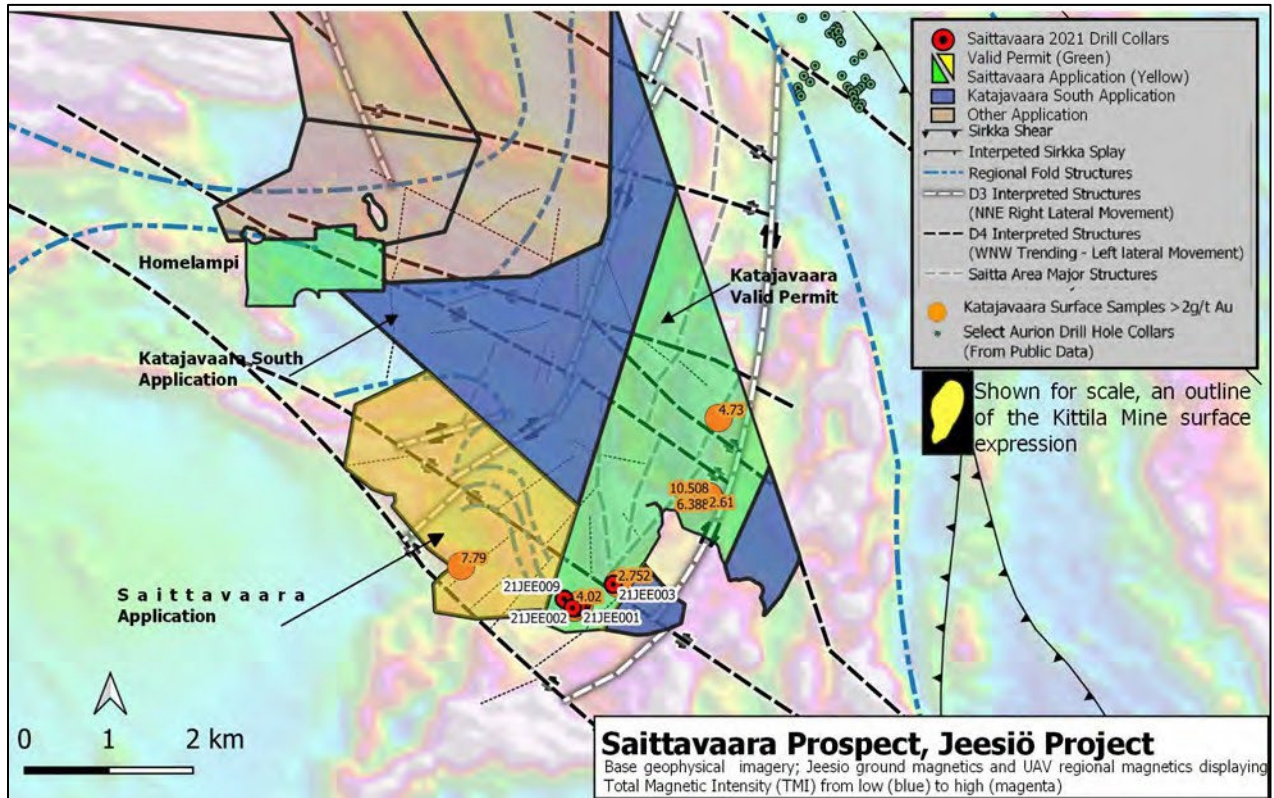 Saittavaara 2021 Drill Collars
Valid Permit (Green)
Saittavaara Application (Yellow)
Katajavaara South Application
Other Application
Sirkka Shear
Interpeted Sirkka Splay
Regional Fold Structures
D3 Interpreted Structures
(NNE Right Lateral Movement)
D4 Interpreted Structures
(WNW Trending - Left lateral Movement)
Saitta Area Major Structures
Katajavaara Surface Samples >2g/t Au
Select Aurion Drill Hole Collars
(From Public Data)
Shown for scale, an outline
of the Kittila Mine surface
expression
Homelampi
Katajavaara
Valid Permit
Katajavaara South
Application
4.73
10.508
6.388
2.61
7.79
2.752
21JEE009
4.02
21JEE003
21JEE002
21JEE001
Saittavaara
Application
0 1 2 km
Saittavaara Prospect, Jeesiö Project
Base geophysical imagery; Jeesio ground magnetics and UAV regional magnetics displaying
Total Magnetic Intensity (TMI) from low (blue) to high (magenta)